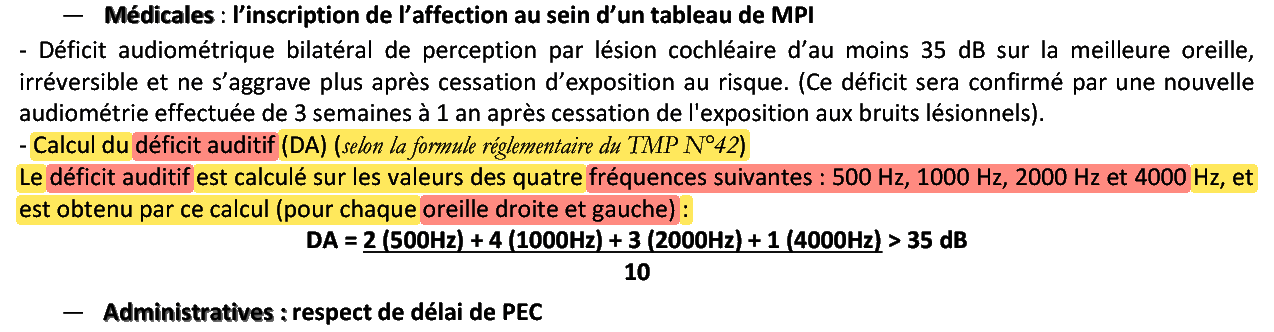 — Médicales : l’inscription de l’affection au sein d’un tableau de MPI
- Déficit audiométrique bilatéral de perception par lésion cochléaire d’au moins 35 dB sur la meilleure oreille,
irréversible et ne s’aggrave plus après cessation d’exposition au risque. (Ce déficit sera confirmé par une nouvelle
audiométrie effectuée de 3 semaines à 1 an après cessation de l'exposition aux bruits lésionnels).
- Calcul du déficit auditif (DA) (selon la formule réglementaire du TMP N°42)
Le déficit auditif est calculé sur les valeurs des quatre fréquences suivantes : 500 Hz, 1000 Hz, 2000 Hz et 4000 Hz, et
est obtenu par ce calcul (pour chaque oreille droite et gauche) :
DA = 2 (500Hz) + 4 (1000Hz) + 3 (2000Hz) + 1 (4000Hz) > 35 dB
10
— Administratives : respect de délai de PEC